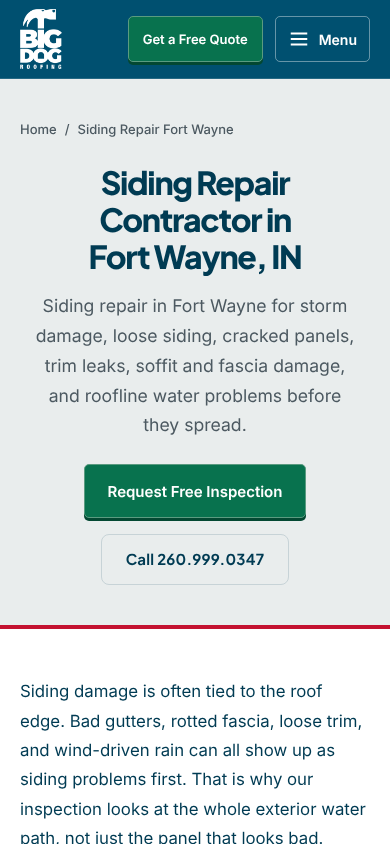 BIG
DOG
ROOFING
Get a Free Quote
Menu
Home / Siding Repair Fort Wayne
Siding Repair
Contractor in
Fort Wayne, IN
Siding repair in Fort Wayne for storm
damage, loose siding, cracked panels,
trim leaks, soffit and fascia damage,
and roofline water problems before
they spread.
Request Free Inspection
Call 260.999.0347
Siding damage is often tied to the roof
edge. Bad gutters, rotted fascia, loose trim,
and wind-driven rain can all show up as
siding problems first. That is why our
inspection looks at the whole exterior water
path, not just the panel that looks bad.